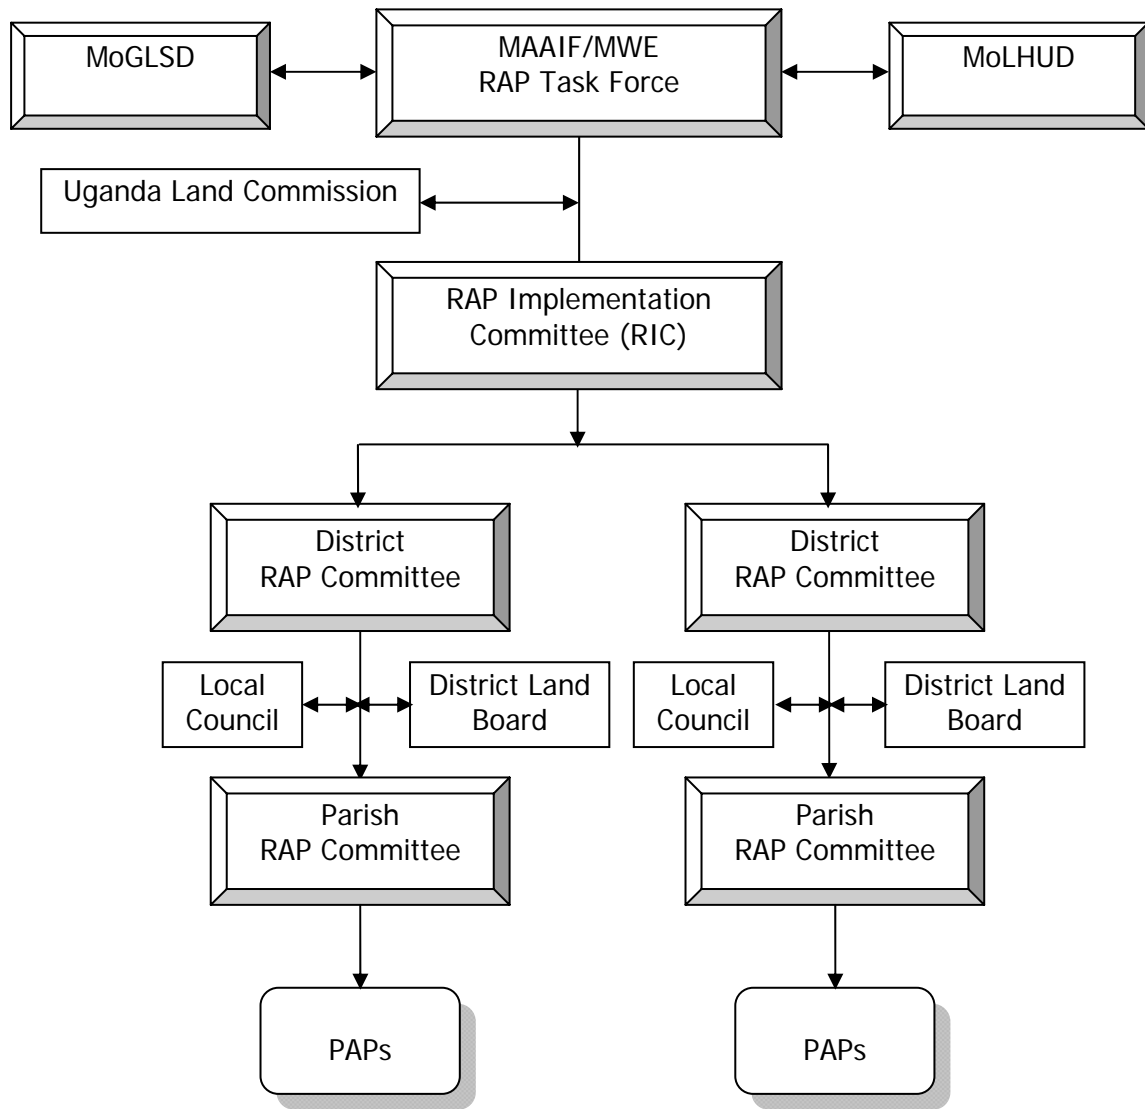 MoGLSD
MAAIF/MWE
RAP Task Force
MoLHUD
Uganda Land Commission
RAP Implementation
Committee (RIC)
District
RAP Committee
District
RAP Committee
Local
Council
District Land
Board
Local
Council
District Land
Board
Parish
RAP Committee
Parish
RAP Committee
PAPs
PAPs